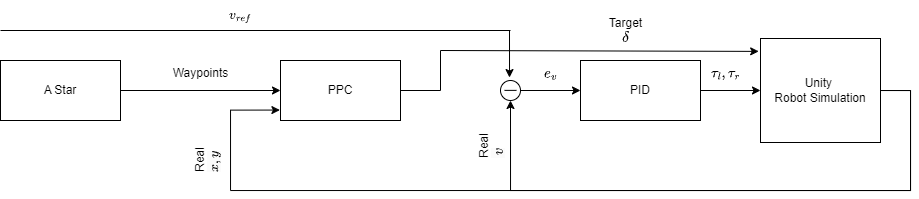 v_ref
Target
δ
A Star
Waypoints
PPC
−
e_v
PID
τ_l, τ_r
Unity
Robot Simulation
Real
x, y
Real
v